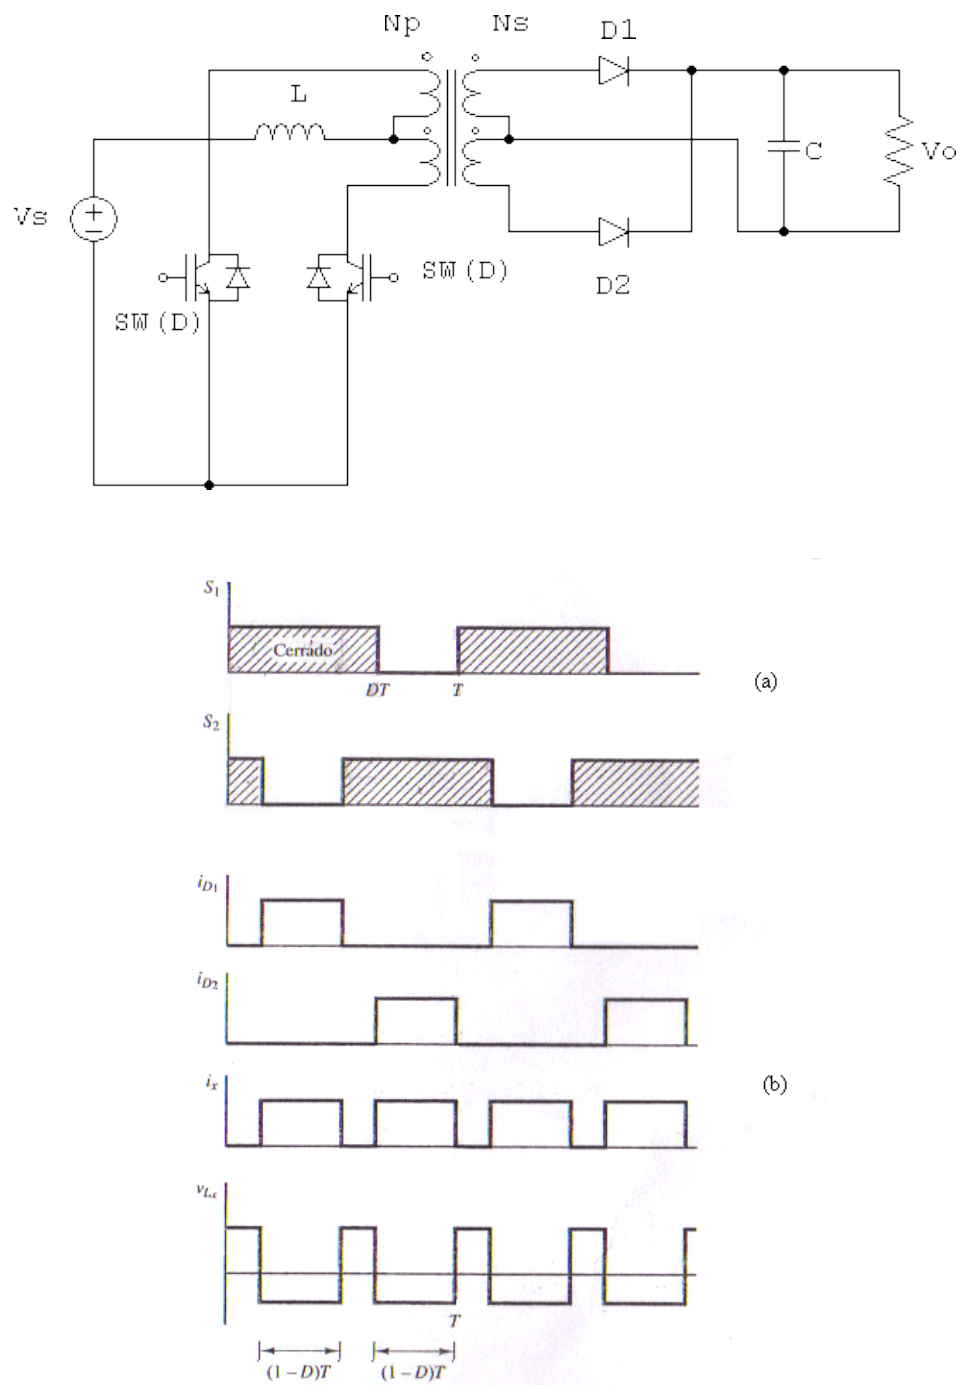 Np Ns D1
L
Vs
C Vo
SW(D)
SW(D)
D2
S1
Cerrado
DT T
(a)
S2
iD1
iD2
ix
(b)
vLx
T
(1 – D)T (1 – D)T